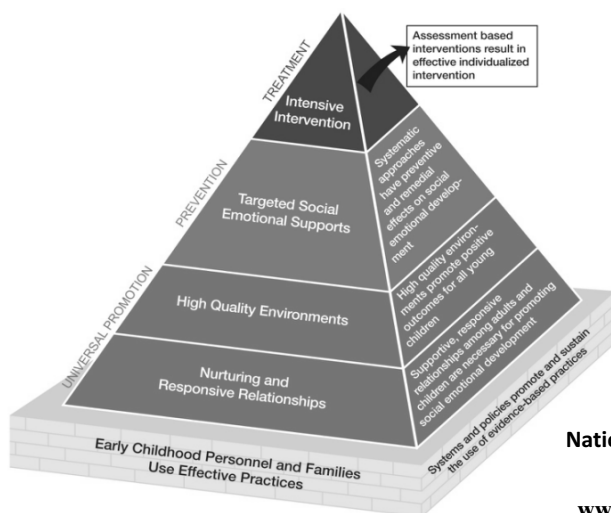 Assessment based
interventions result in
effective individualized
intervention
TREATMENT
Intensive
Intervention
PREVENTION
Targeted Social
Emotional Supports
Systematic
approaches
have preventive
and remedial
effects on social
emotional develop-
ment
UNIVERSAL PROMOTION
High Quality Environments
High quality environ-
ments promote positive
outcomes for all young
children
Nurturing and
Responsive Relationships
Supportive, responsive
relationships among adults and
children are necessary for promoting
social emotional development
Early Childhood Personnel and Families
Use Effective Practices
Systems and policies promote and sustain
the use of evidence-based practices
Natio
ww